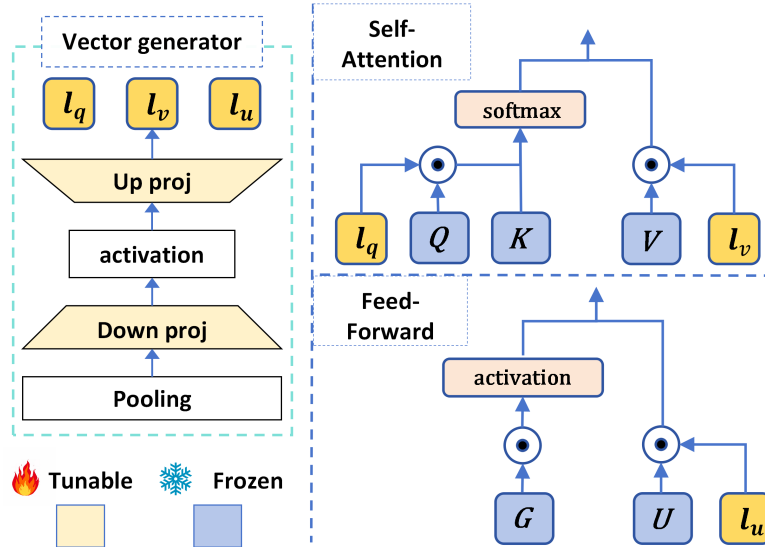 Vector generator
l_q l_v l_u
Up proj
activation
Down proj
Pooling
Tunable Frozen
Self-
Attention
softmax
l_q Q K V l_v
Feed-
Forward
activation
G U l_u